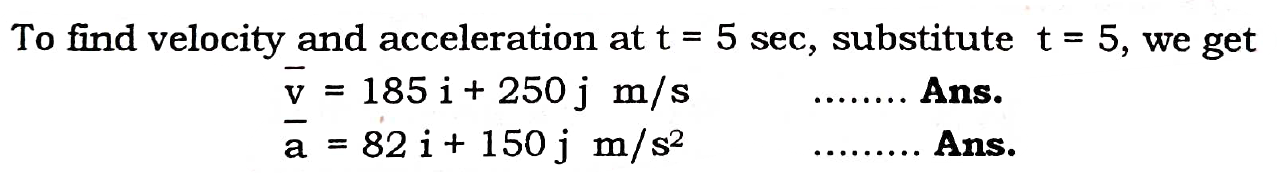 To find velocity and acceleration at t = 5 sec, substitute t = 5, we get
v̅ = 185 i + 250 j m/s ........ Ans.
a̅ = 82 i + 150 j m/s² ......... Ans.